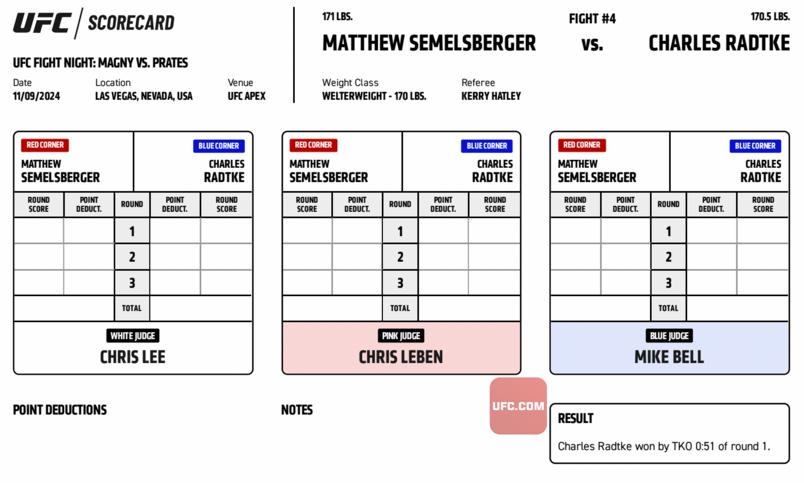 UFC SCORECARD
UFC FIGHT NIGHT: MAGNY VS. PRATES
Date Location Venue
11/09/2024 LAS VEGAS, NEVADA, USA UFC APEX
171 LBS. FIGHT #4 170.5 LBS.
MATTHEW SEMELSBERGER VS. CHARLES RADTKE
Weight Class Referee
WELTERWEIGHT - 170 LBS. KERRY HATLEY
RED CORNER BLUE CORNER
MATTHEW CHARLES
SEMELSBERGER RADTKE
ROUND POINT ROUND POINT ROUND
SCORE DEDUCT. DEDUCT. SCORE
1
2
3
TOTAL
WHITE JUDGE
CHRIS LEE
RED CORNER BLUE CORNER
MATTHEW CHARLES
SEMELSBERGER RADTKE
ROUND POINT ROUND POINT ROUND
SCORE DEDUCT. DEDUCT. SCORE
1
2
3
TOTAL
PINK JUDGE
CHRIS LEBEN
RED CORNER BLUE CORNER
MATTHEW CHARLES
SEMELSBERGER RADTKE
ROUND POINT ROUND POINT ROUND
SCORE DEDUCT. DEDUCT. SCORE
1
2
3
TOTAL
BLUE JUDGE
MIKE BELL
POINT DEDUCTIONS
NOTES
UFC.COM
RESULT
Charles Radtke won by TKO 0:51 of round 1.